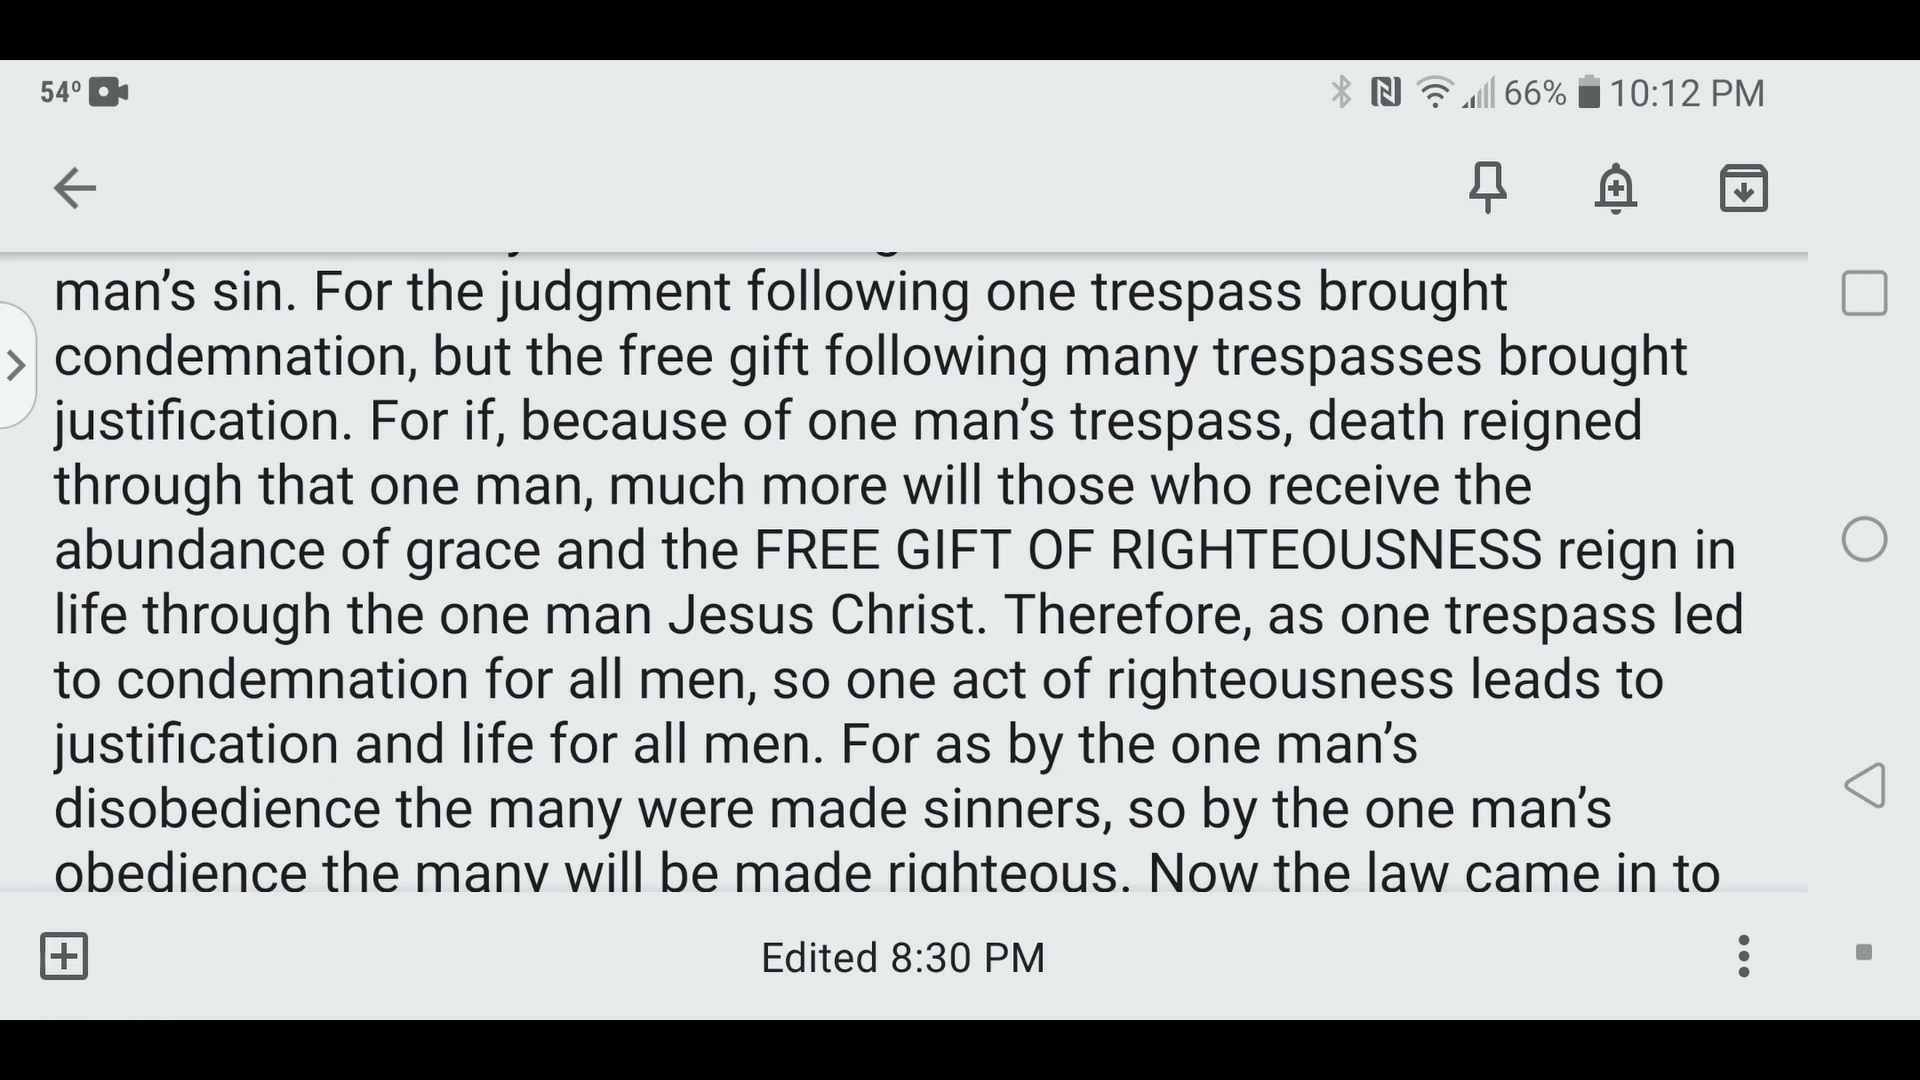 54º 66% 10:12 PM
man’s sin. For the judgment following one trespass brought
condemnation, but the free gift following many trespasses brought
justification. For if, because of one man’s trespass, death reigned
through that one man, much more will those who receive the
abundance of grace and the FREE GIFT OF RIGHTEOUSNESS reign in
life through the one man Jesus Christ. Therefore, as one trespass led
to condemnation for all men, so one act of righteousness leads to
justification and life for all men. For as by the one man’s
disobedience the many were made sinners, so by the one man’s
obedience the many will be made righteous. Now the law came in to
Edited 8:30 PM